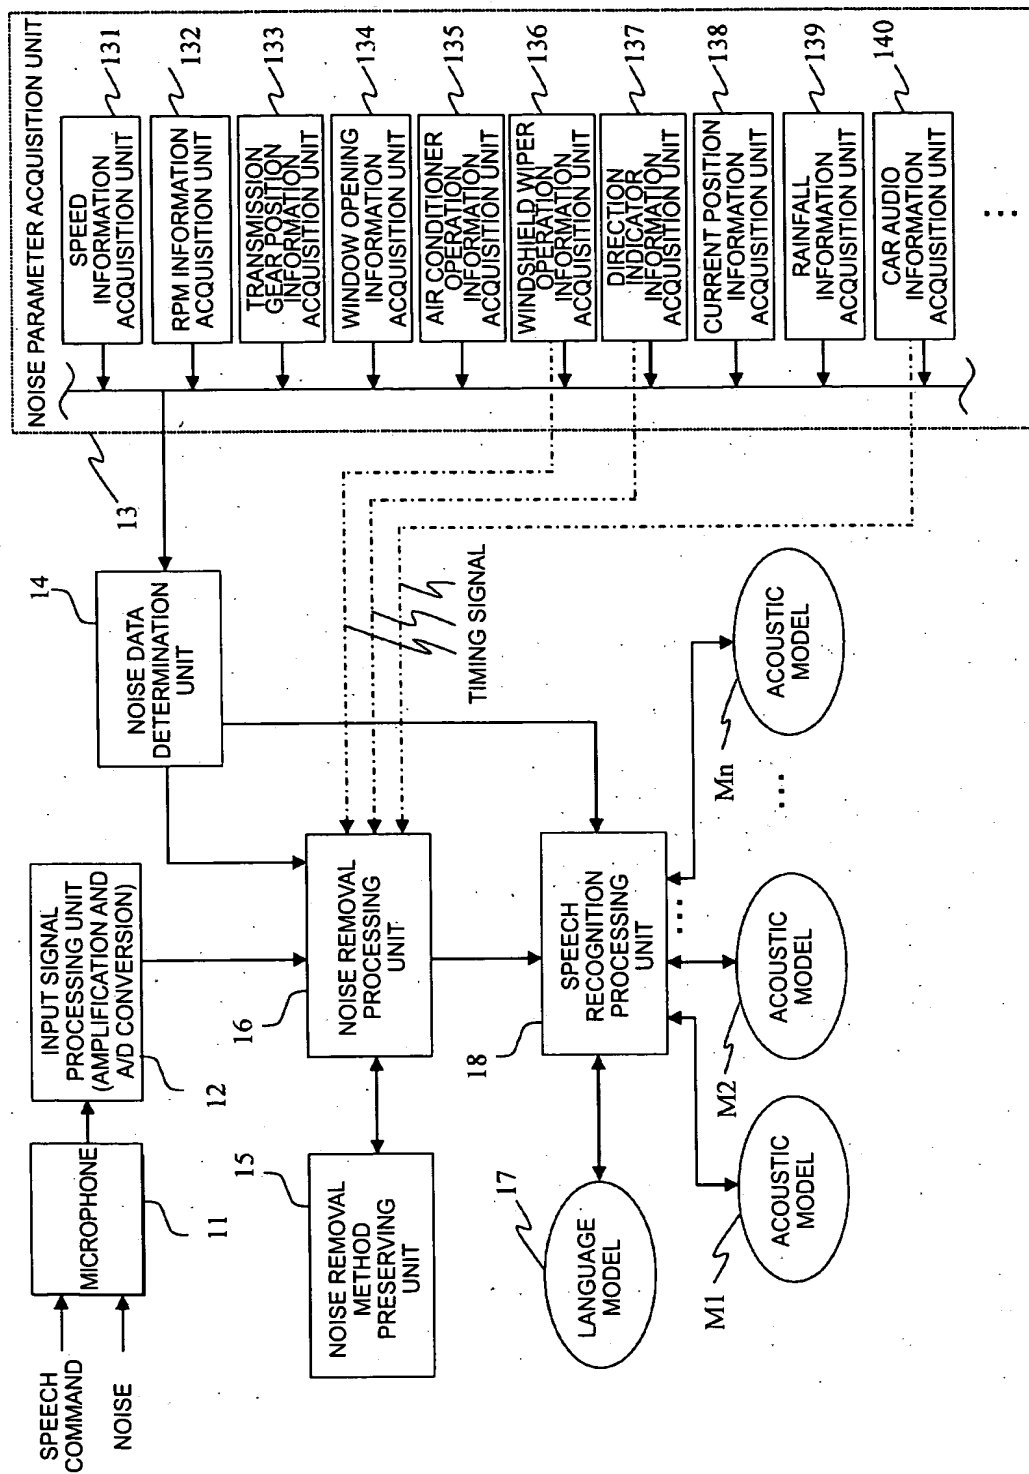 SPEECH
COMMAND
NOISE
MICROPHONE
11
INPUT SIGNAL
PROCESSING UNIT
(AMPLIFICATION AND
A/D CONVERSION)
12
14
NOISE DATA
DETERMINATION
UNIT
13
NOISE PARAMETER ACQUISITION UNIT
SPEED
INFORMATION
ACQUISITION UNIT
131
RPM INFORMATION
ACQUISITION UNIT
132
TRANSMISSION
GEAR POSITION
INFORMATION
ACQUISITION UNIT
133
WINDOW OPENING
INFORMATION
ACQUISITION UNIT
134
AIR CONDITIONER
OPERATION
INFORMATION
ACQUISITION UNIT
135
WINDSHIELD WIPER
OPERATION
INFORMATION
ACQUISITION UNIT
136
DIRECTION
INDICATOR
INFORMATION
ACQUISITION UNIT
137
CURRENT POSITION
INFORMATION
ACQUISITION UNIT
138
RAINFALL
INFORMATION
ACQUISITION UNIT
139
CAR AUDIO
INFORMATION
ACQUISITION UNIT
140
...
15
NOISE REMOVAL
METHOD
PRESERVING
UNIT
16
NOISE REMOVAL
PROCESSING
UNIT
TIMING SIGNAL
17
LANGUAGE
MODEL
18
SPEECH
RECOGNITION
PROCESSING
UNIT
...
M1
ACOUSTIC
MODEL
M2
ACOUSTIC
MODEL
...
Mn
ACOUSTIC
MODEL